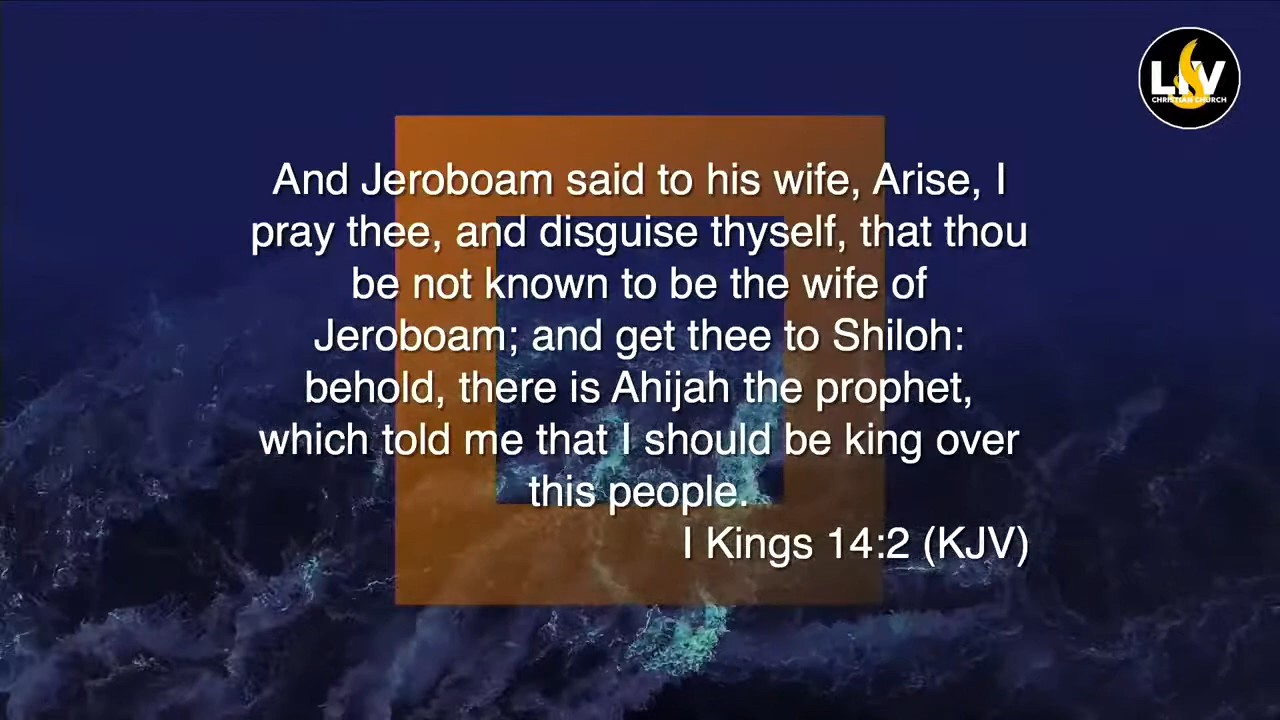 LIV
CHRISTIAN CHURCH
And Jeroboam said to his wife, Arise, I
pray thee, and disguise thyself, that thou
be not known to be the wife of
Jeroboam; and get thee to Shiloh:
behold, there is Ahijah the prophet,
which told me that I should be king over
this people.
I Kings 14:2 (KJV)